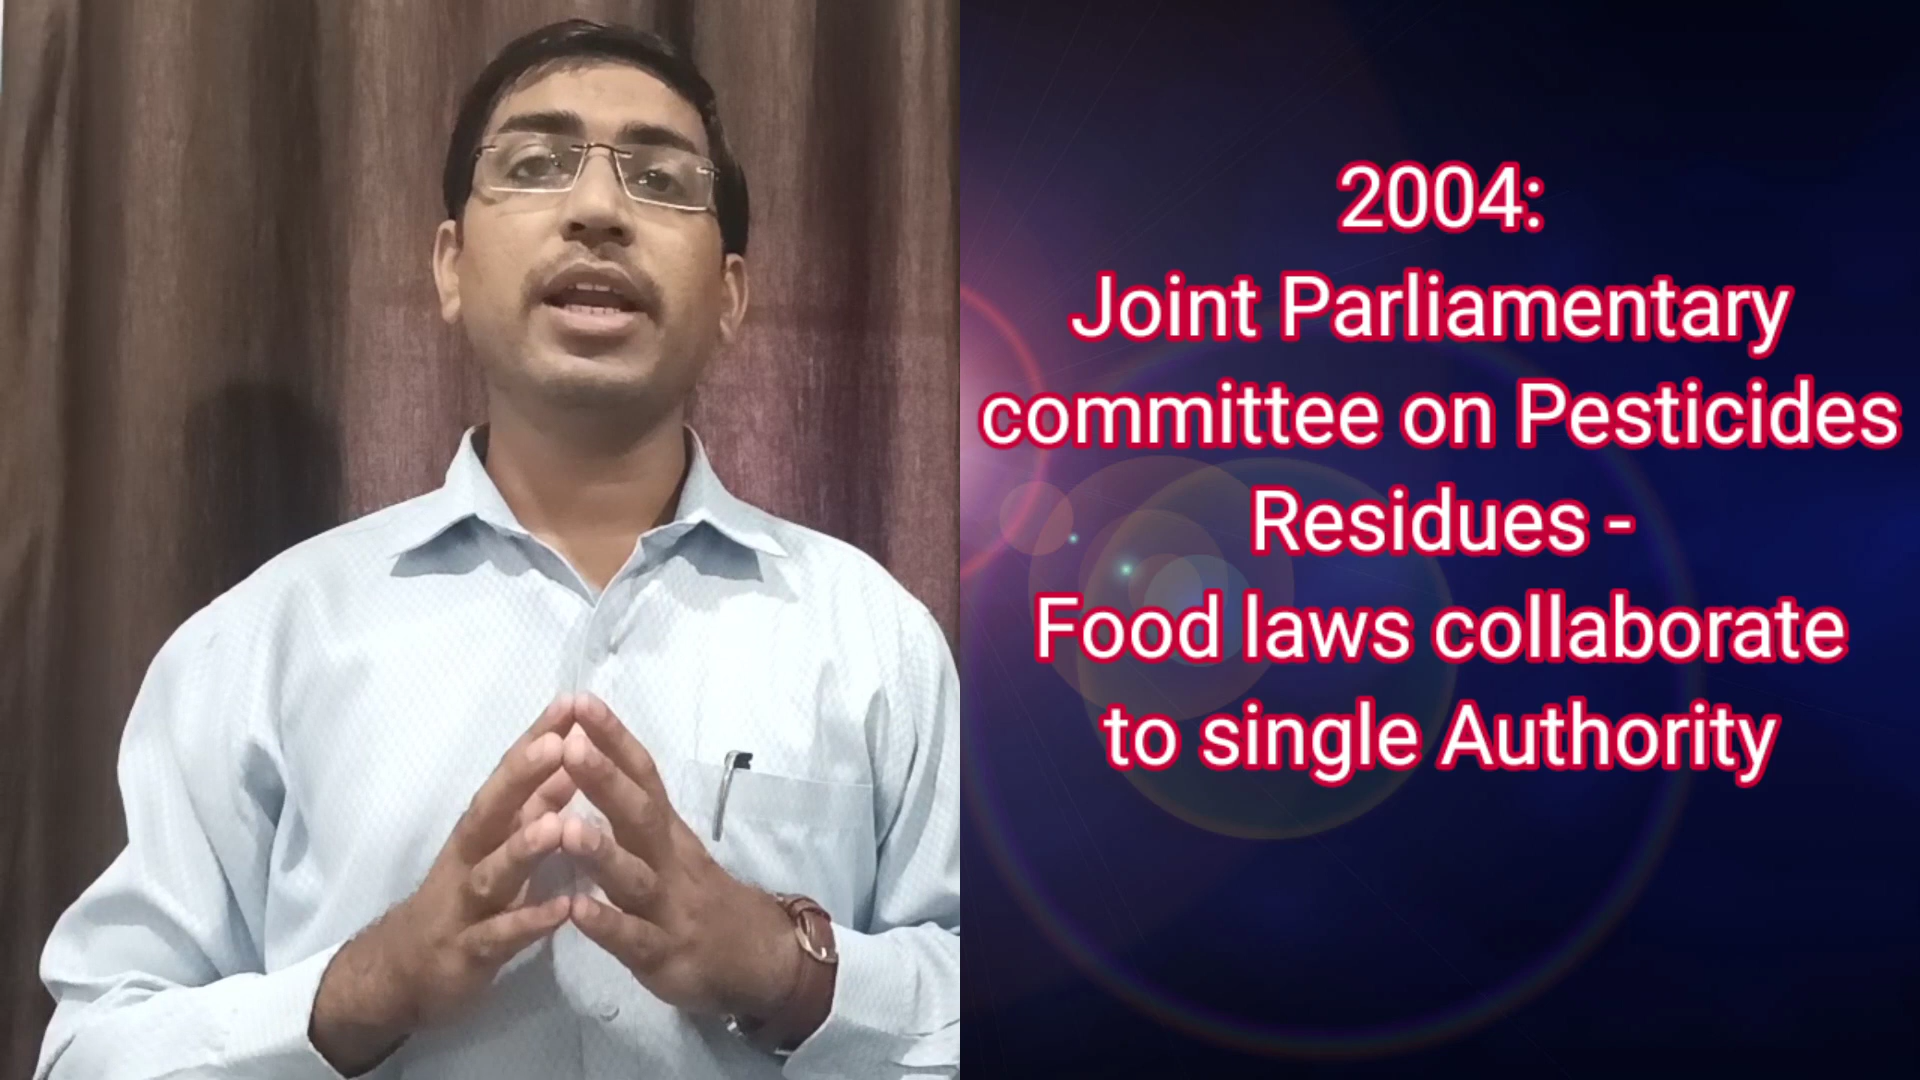 2004:
Joint Parliamentary
committee on Pesticides
Residues -
Food laws collaborate
to single Authority